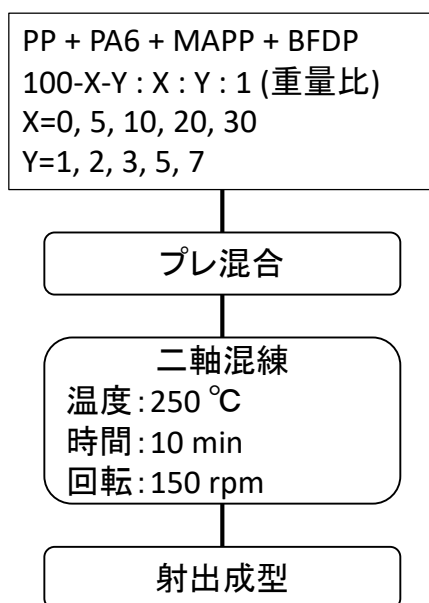 PP + PA6 + MAPP + BFDP
100-X-Y : X : Y : 1 (重量比)
X=0, 5, 10, 20, 30
Y=1, 2, 3, 5, 7
プレ混合
二軸混練
温度:250 ℃
時間:10 min
回転:150 rpm
射出成型